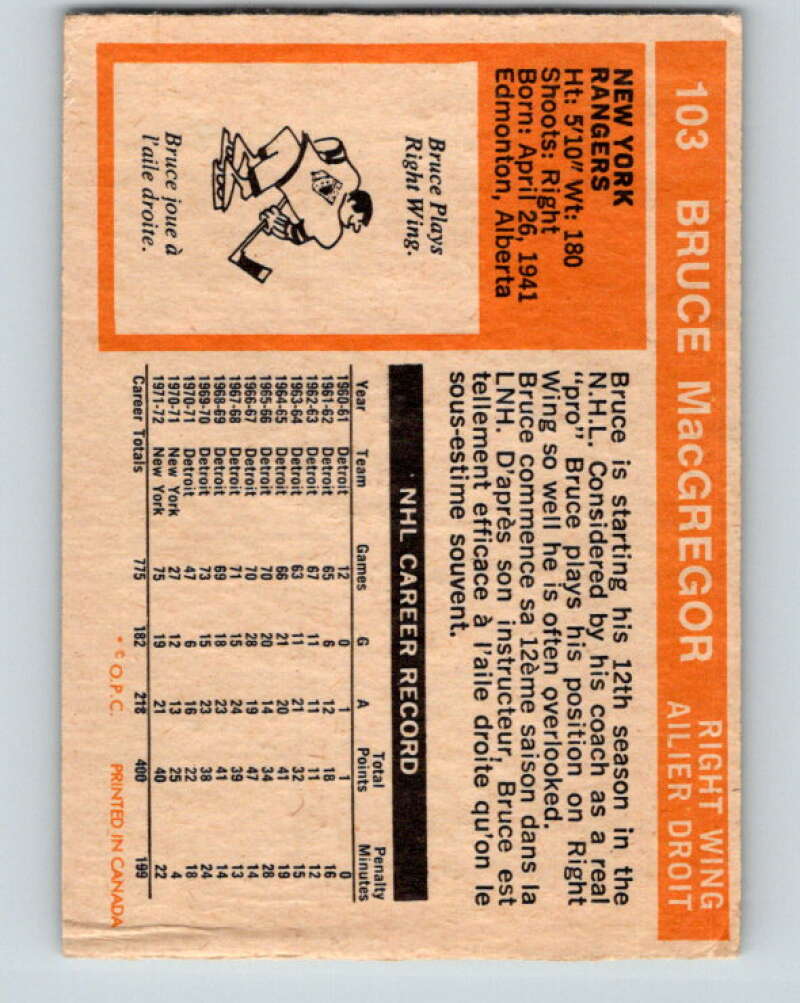 103 BRUCE MacGREGOR RIGHT WING
AILIER DROIT
NEW YORK
RANGERS
Ht: 5'10" Wt: 180
Shoots: Right
Born: April 26, 1941
Edmonton, Alberta
Bruce Plays
Right Wing.
Bruce joue à
l'aile droite.
Bruce is starting his 12th season in the
N.H.L. Considered by his coach as a real
"pro" Bruce plays his position on Right
Wing so well he is often overlooked.
Bruce commence sa 12ème saison dans la
LNH. D'après son instructeur, Bruce est
tellement efficace à l'aile droite qu'on le
sous-estime souvent.
NHL CAREER RECORD
Year Team Games G A Total Points Penalty Minutes
1960-61 Detroit 12 0 1 1 0
1961-62 Detroit 65 6 12 18 16
1962-63 Detroit 67 11 11 11 12
1963-64 Detroit 63 11 21 32 15
1964-65 Detroit 66 21 20 41 19
1965-66 Detroit 70 20 14 34 28
1966-67 Detroit 70 28 19 47 14
1967-68 Detroit 71 15 24 39 13
1968-69 Detroit 69 18 23 41 14
1969-70 Detroit 73 15 23 38 24
1970-71 Detroit 47 6 16 22 18
1970-71 New York 27 12 13 25 4
1971-72 New York 75 19 21 40 22
Career Totals 775 182 218 400 199
* © O.P.C. PRINTED IN CANADA